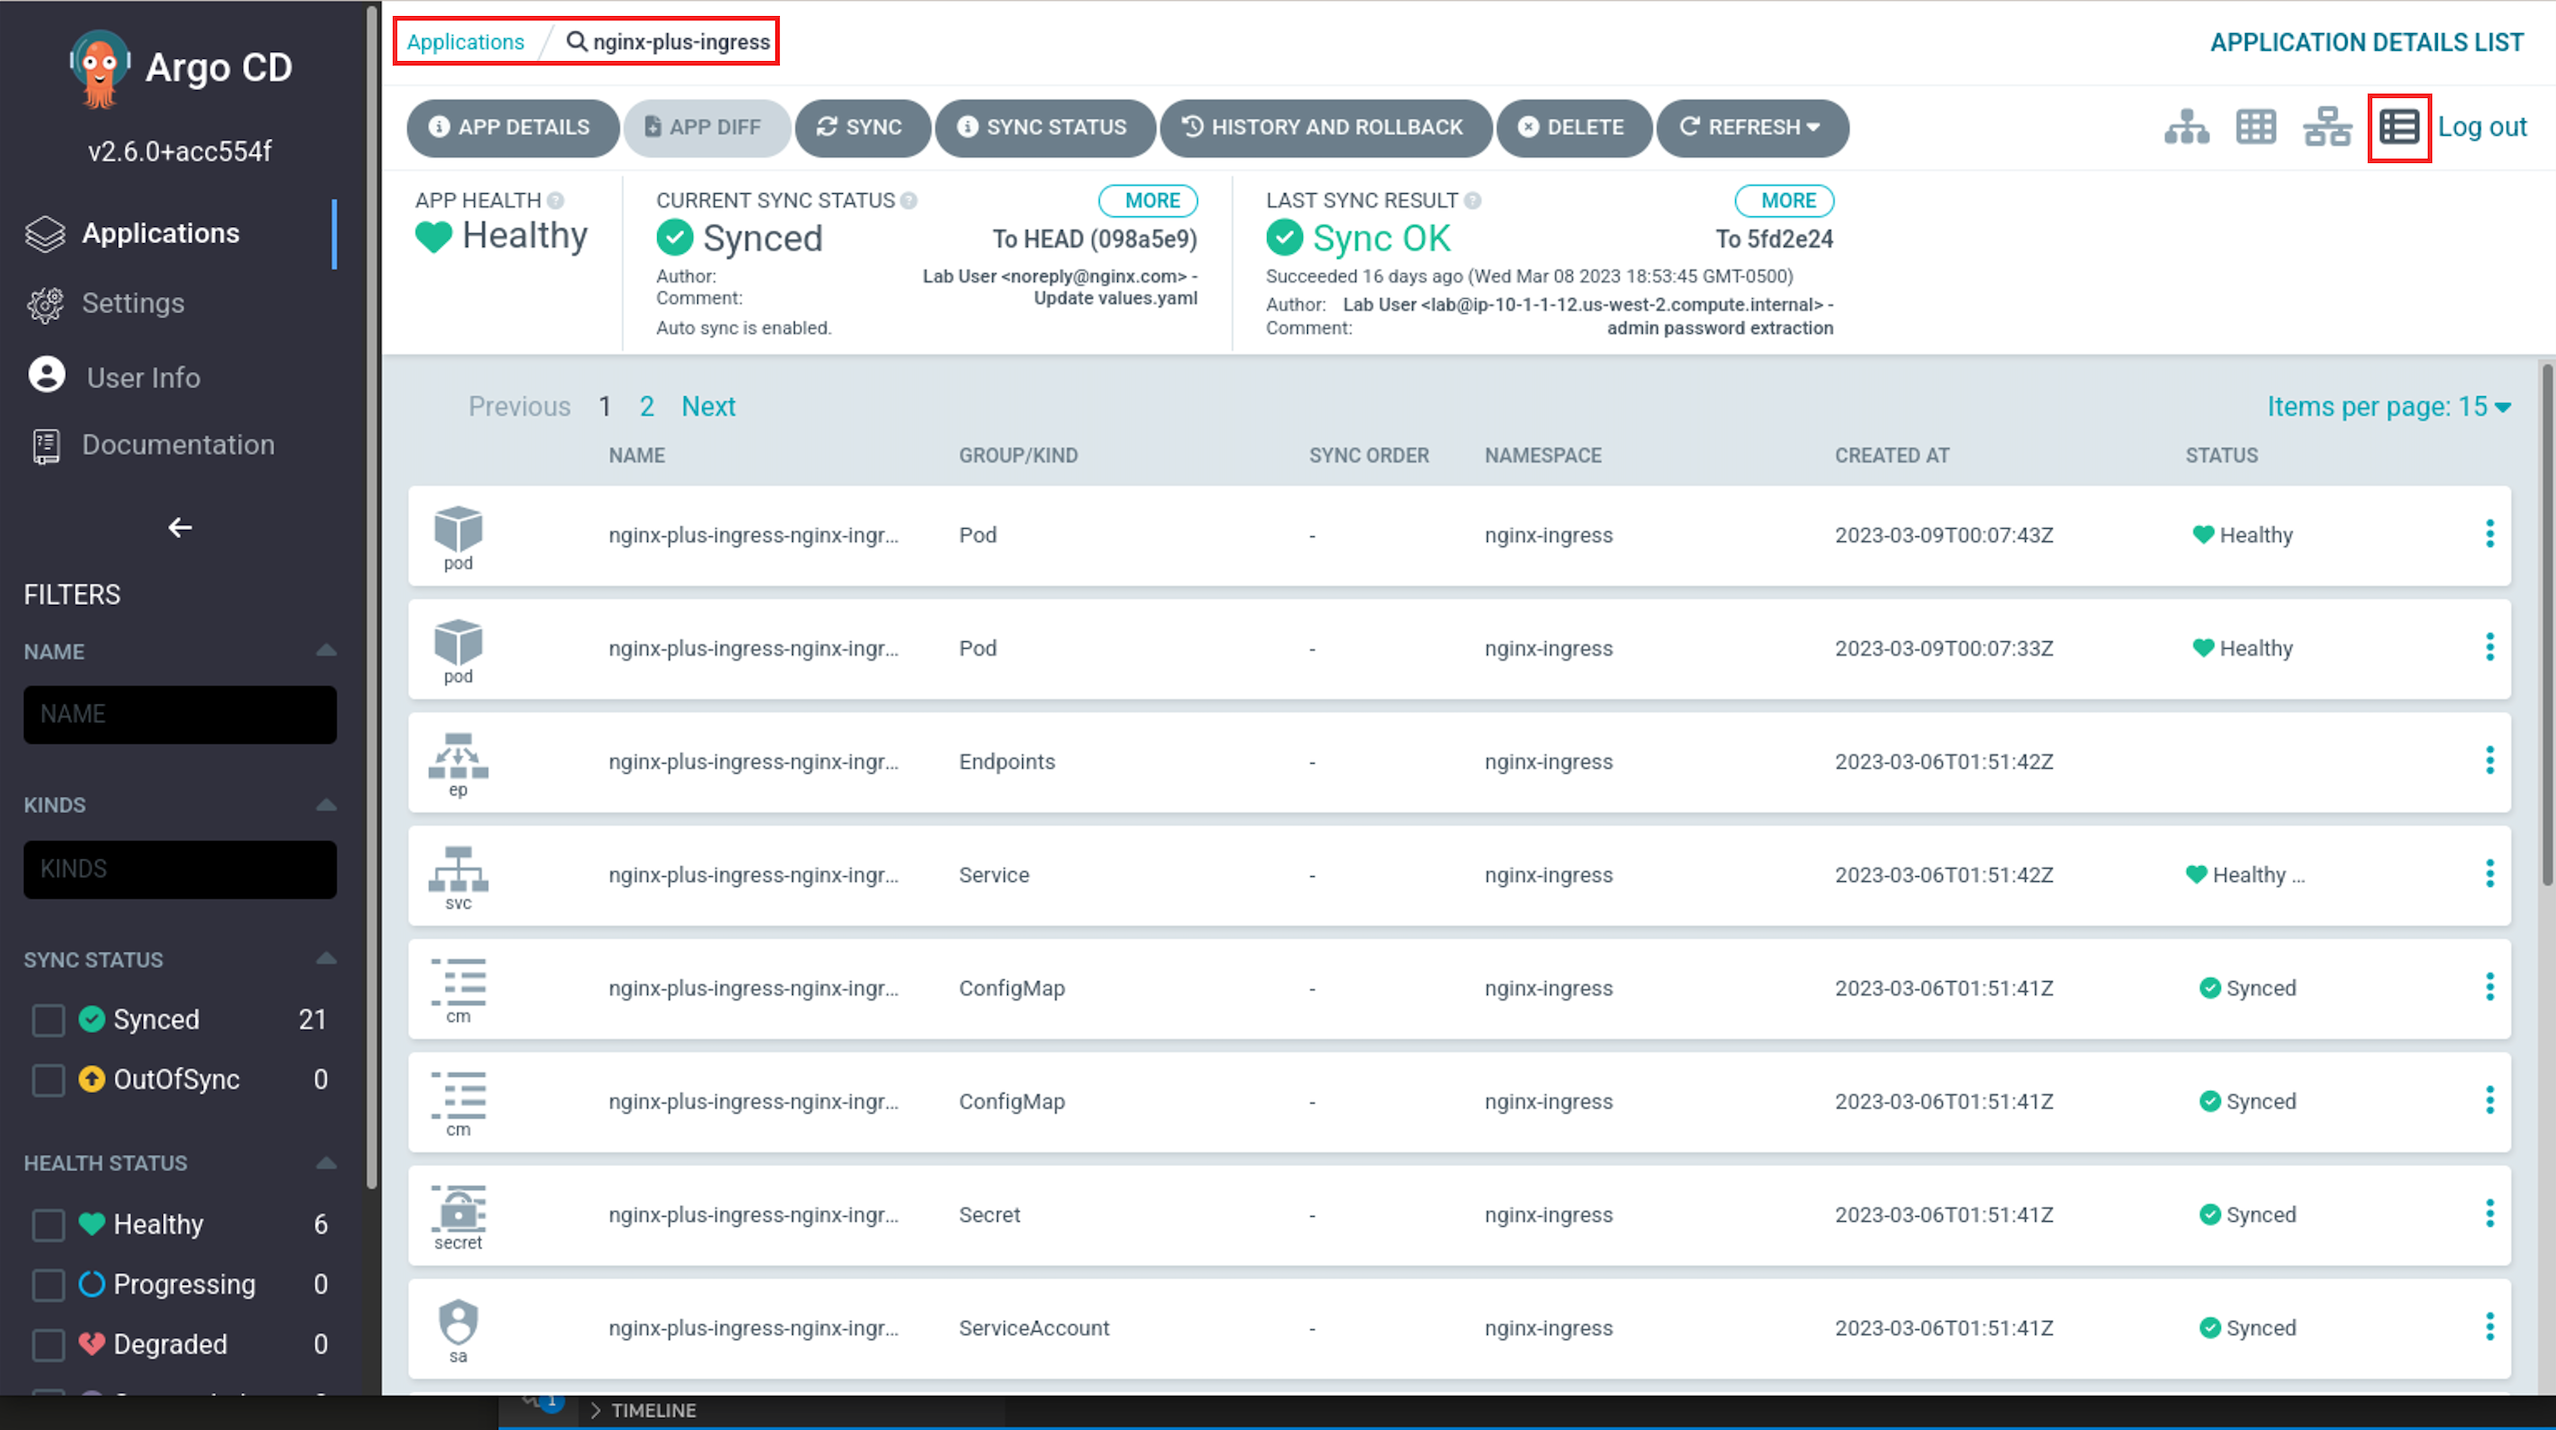 Argo CD
v2.6.0+acc554f
Applications
Settings
User Info
Documentation
FILTERS
NAME
NAME
KINDS
KINDS
SYNC STATUS
Synced 21
OutOfSync 0
HEALTH STATUS
Healthy 6
Progressing 0
Degraded 0
Applications / nginx-plus-ingress
APPLICATION DETAILS LIST
APP DETAILS APP DIFF SYNC SYNC STATUS HISTORY AND ROLLBACK DELETE REFRESH
Log out
APP HEALTH
Healthy
CURRENT SYNC STATUS MORE
Synced To HEAD (098a5e9)
Author: Lab User <noreply@nginx.com> -
Comment: Update values.yaml
Auto sync is enabled.
LAST SYNC RESULT MORE
Sync OK To 5fd2e24
Succeeded 16 days ago (Wed Mar 08 2023 18:53:45 GMT-0500)
Author: Lab User <lab@ip-10-1-1-12.us-west-2.compute.internal> -
Comment: admin password extraction
Previous 1 2 Next Items per page: 15
NAME GROUP/KIND SYNC ORDER NAMESPACE CREATED AT STATUS
pod nginx-plus-ingress-nginx-ingr... Pod - nginx-ingress 2023-03-09T00:07:43Z Healthy
pod nginx-plus-ingress-nginx-ingr... Pod - nginx-ingress 2023-03-09T00:07:33Z Healthy
ep nginx-plus-ingress-nginx-ingr... Endpoints - nginx-ingress 2023-03-06T01:51:42Z
svc nginx-plus-ingress-nginx-ingr... Service - nginx-ingress 2023-03-06T01:51:42Z Healthy ...
cm nginx-plus-ingress-nginx-ingr... ConfigMap - nginx-ingress 2023-03-06T01:51:41Z Synced
cm nginx-plus-ingress-nginx-ingr... ConfigMap - nginx-ingress 2023-03-06T01:51:41Z Synced
secret nginx-plus-ingress-nginx-ingr... Secret - nginx-ingress 2023-03-06T01:51:41Z Synced
sa nginx-plus-ingress-nginx-ingr... ServiceAccount - nginx-ingress 2023-03-06T01:51:41Z Synced
1 TIMELINE